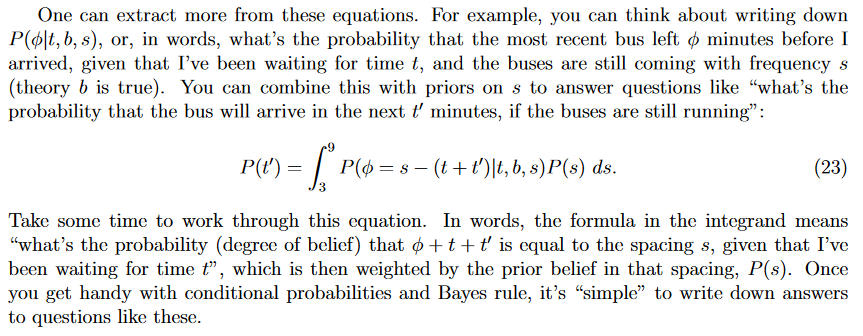 One can extract more from these equations. For example, you can think about writing down
P(ϕ|t, b, s), or, in words, what's the probability that the most recent bus left ϕ minutes before I
arrived, given that I've been waiting for time t, and the buses are still coming with frequency s
(theory b is true). You can combine this with priors on s to answer questions like “what's the
probability that the bus will arrive in the next t′ minutes, if the buses are still running”:
P(t′) = ∫_3^9 P(ϕ = s − (t + t′)|t, b, s)P(s) ds. (23)
Take some time to work through this equation. In words, the formula in the integrand means
“what's the probability (degree of belief) that ϕ + t + t′ is equal to the spacing s, given that I've
been waiting for time t”, which is then weighted by the prior belief in that spacing, P(s). Once
you get handy with conditional probabilities and Bayes rule, it's “simple” to write down answers
to questions like these.